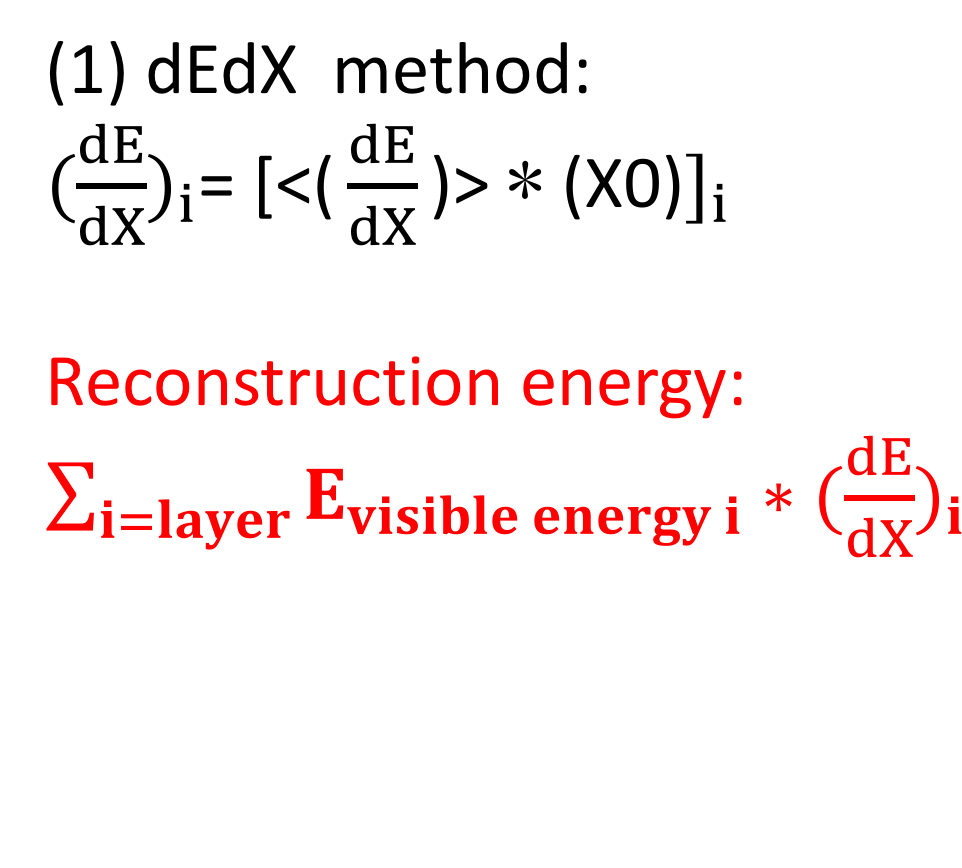 (1) dEdX  method:
(dE/dX)i= [<( dE/dX )> * (X0)]i
Reconstruction energy:
∑i=layer Evisible energy i * (dE/dX)i